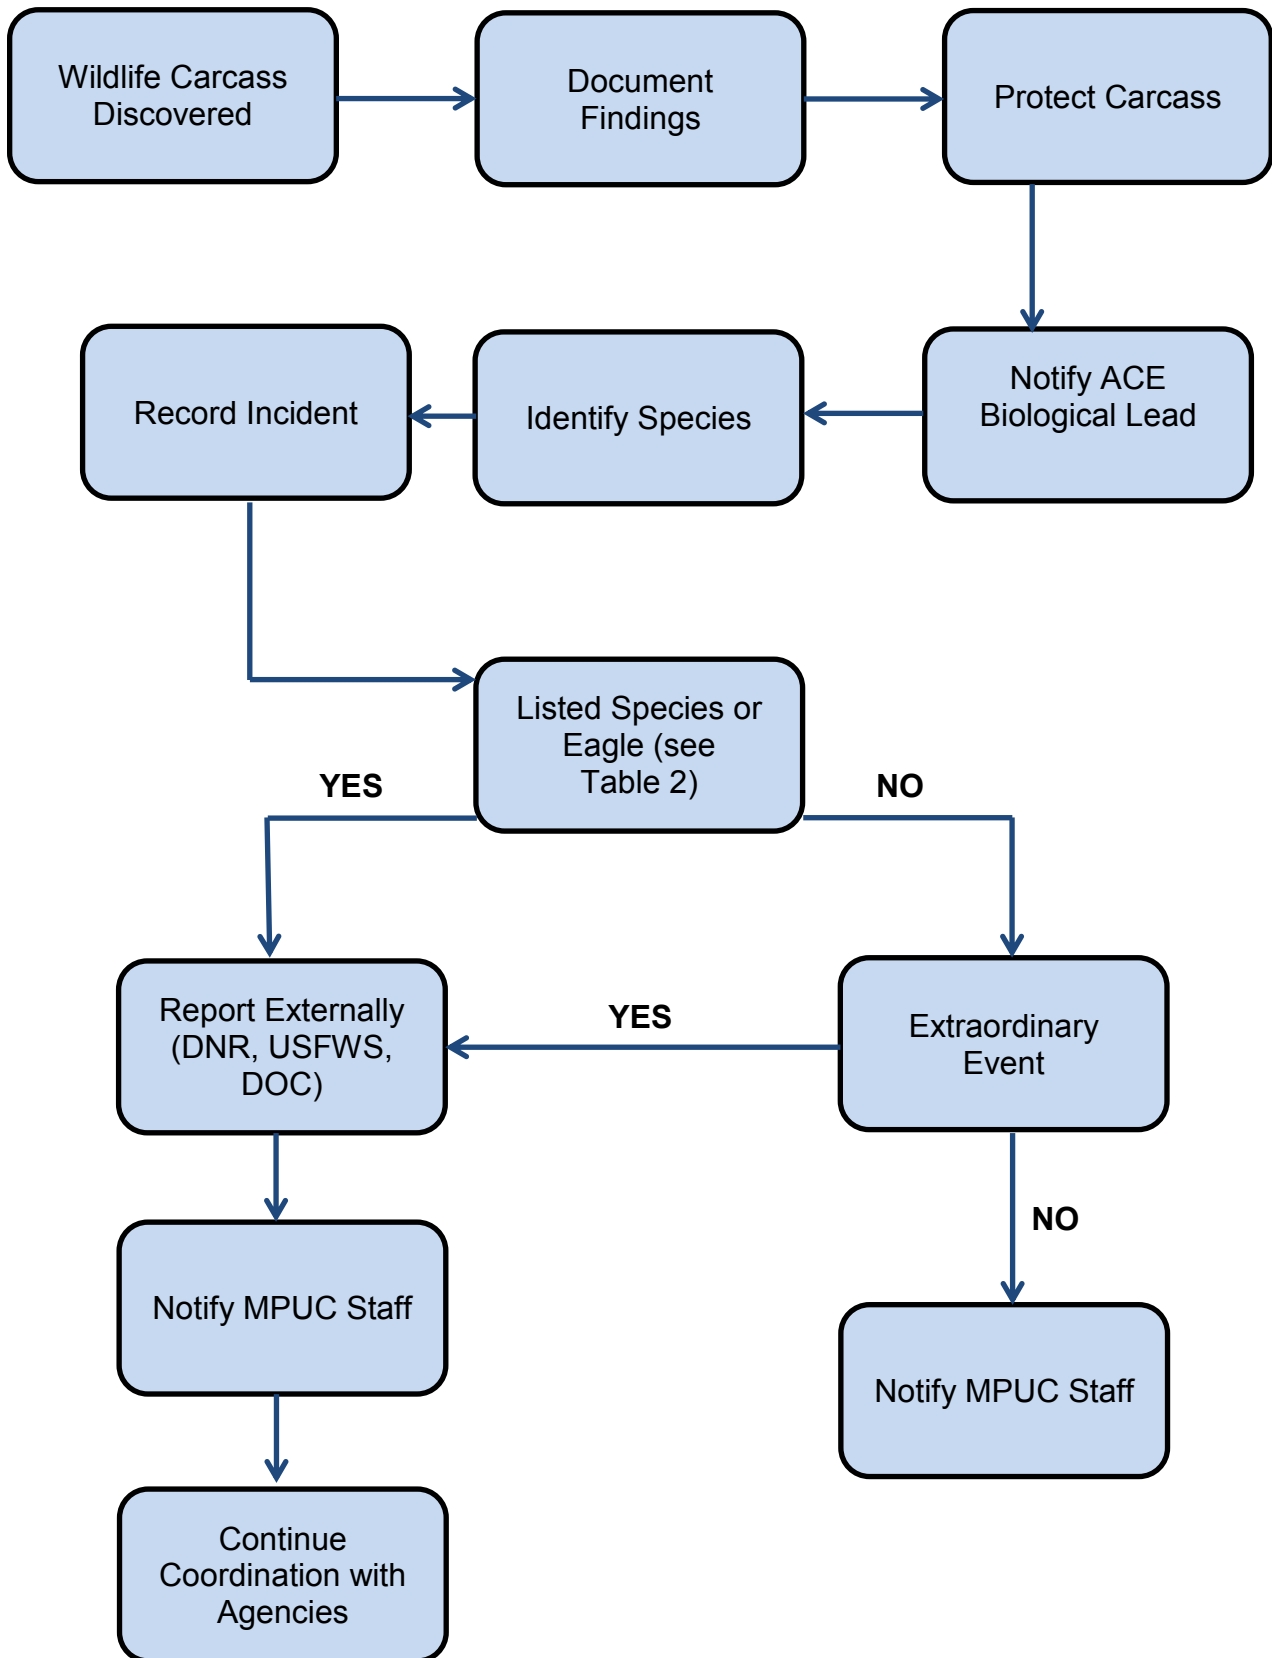 Wildlife Carcass
Discovered
Document
Findings
Protect Carcass
Notify ACE
Biological Lead
Identify Species
Record Incident
Listed Species or
Eagle (see
Table 2)
YES
NO
Report Externally
(DNR, USFWS,
DOC)
YES
Extraordinary
Event
NO
Notify MPUC Staff
Notify MPUC Staff
Continue
Coordination with
Agencies